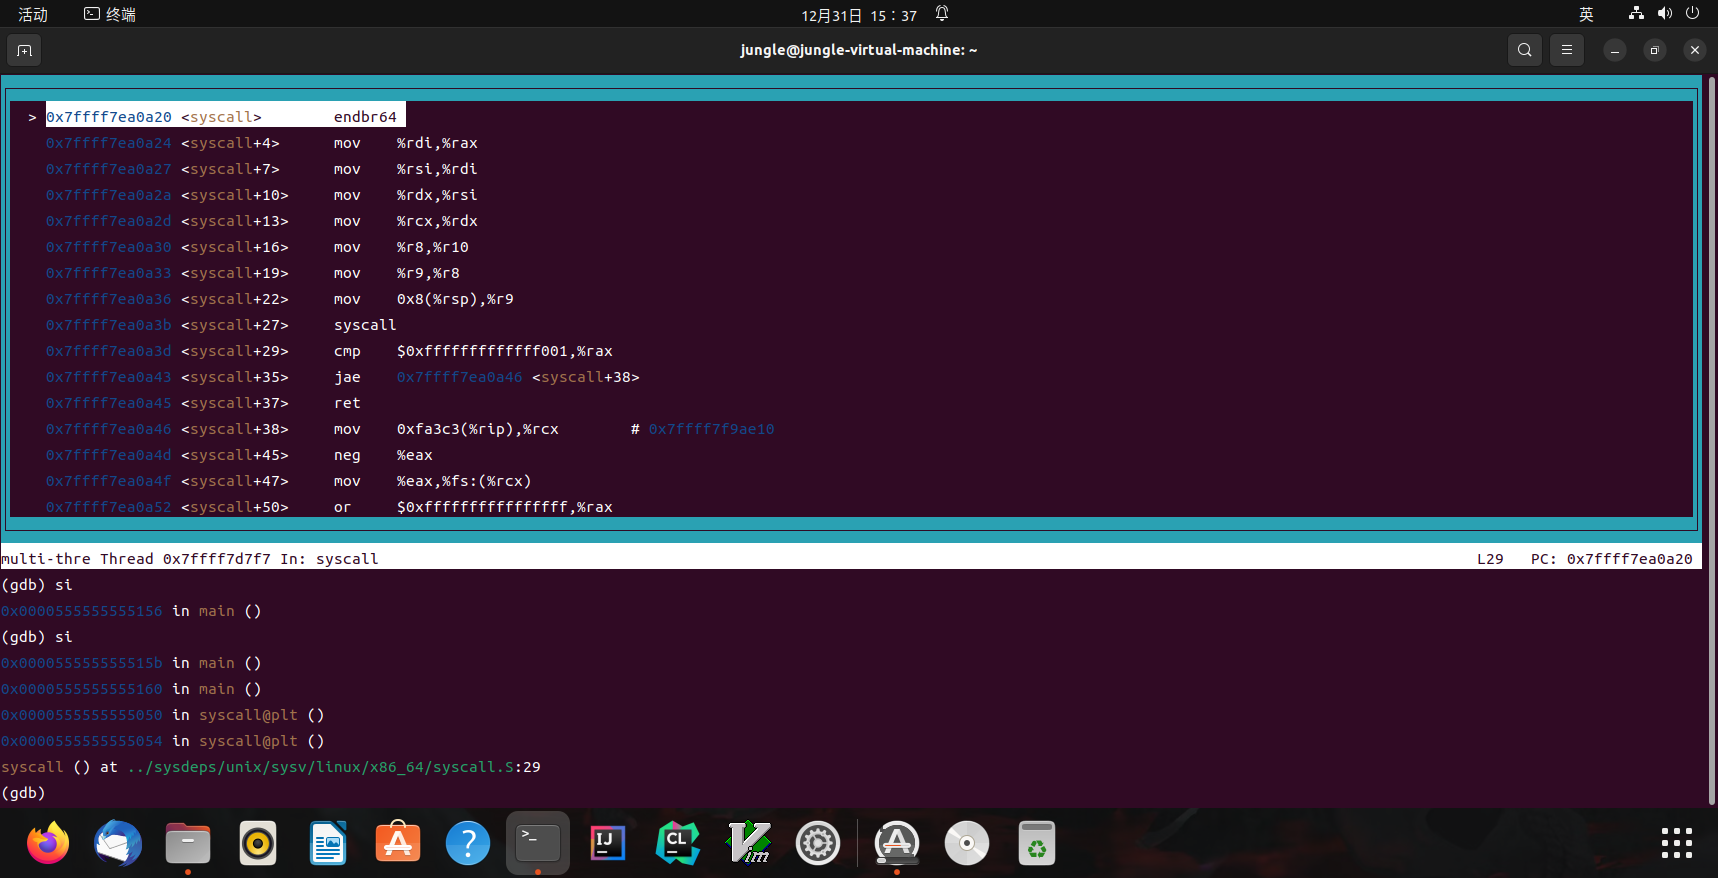 活动 终端 12月31日 15：37 英
jungle@jungle-virtual-machine: ~
> 0x7ffff7ea0a20 <syscall> endbr64
0x7ffff7ea0a24 <syscall+4> mov %rdi,%rax
0x7ffff7ea0a27 <syscall+7> mov %rsi,%rdi
0x7ffff7ea0a2a <syscall+10> mov %rdx,%rsi
0x7ffff7ea0a2d <syscall+13> mov %rcx,%rdx
0x7ffff7ea0a30 <syscall+16> mov %r8,%r10
0x7ffff7ea0a33 <syscall+19> mov %r9,%r8
0x7ffff7ea0a36 <syscall+22> mov 0x8(%rsp),%r9
0x7ffff7ea0a3b <syscall+27> syscall
0x7ffff7ea0a3d <syscall+29> cmp $0xfffffffffffff001,%rax
0x7ffff7ea0a43 <syscall+35> jae 0x7ffff7ea0a46 <syscall+38>
0x7ffff7ea0a45 <syscall+37> ret
0x7ffff7ea0a46 <syscall+38> mov 0xfa3c3(%rip),%rcx # 0x7ffff7f9ae10
0x7ffff7ea0a4d <syscall+45> neg %eax
0x7ffff7ea0a4f <syscall+47> mov %eax,%fs:(%rcx)
0x7ffff7ea0a52 <syscall+50> or $0xffffffffffffffff,%rax
multi-thre Thread 0x7ffff7d7f7 In: syscall L29 PC: 0x7ffff7ea0a20
(gdb) si
0x0000555555555156 in main ()
(gdb) si
0x000055555555515b in main ()
0x0000555555555160 in main ()
0x0000555555555050 in syscall@plt ()
0x0000555555555054 in syscall@plt ()
syscall () at ../sysdeps/unix/sysv/linux/x86_64/syscall.S:29
(gdb)
>_ IJ CL Vim